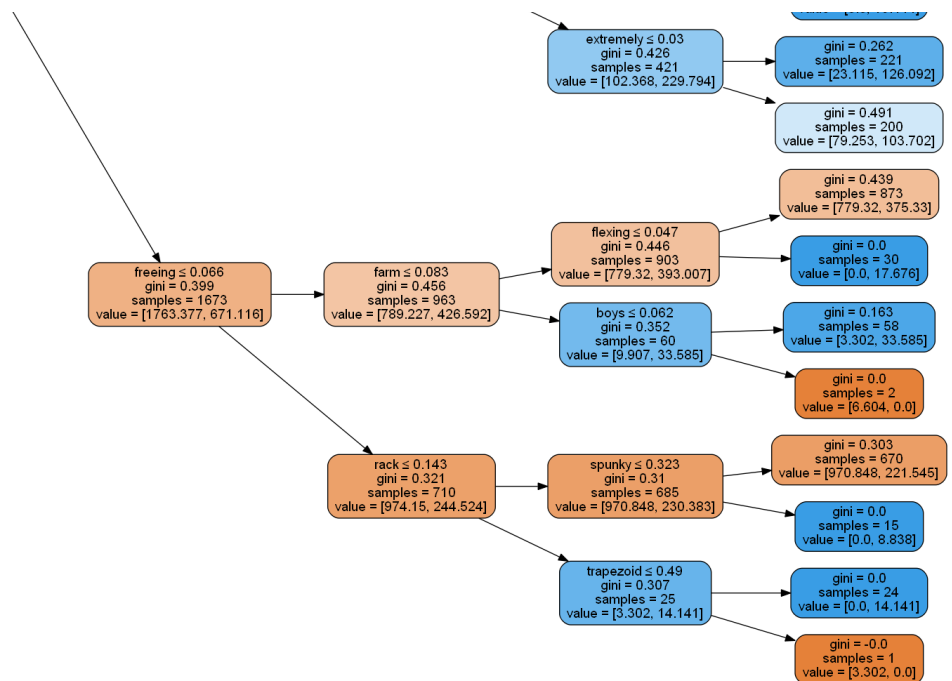 extremely ≤ 0.03
gini = 0.426
samples = 421
value = [102.368, 229.794]
gini = 0.262
samples = 221
value = [23.115, 126.092]
gini = 0.491
samples = 200
value = [79.253, 103.702]
gini = 0.439
samples = 873
value = [779.32, 375.33]
flexing ≤ 0.047
gini = 0.446
samples = 903
value = [779.32, 393.007]
gini = 0.0
samples = 30
value = [0.0, 17.676]
freeing ≤ 0.066
gini = 0.399
samples = 1673
value = [1763.377, 671.116]
farm ≤ 0.083
gini = 0.456
samples = 963
value = [789.227, 426.592]
boys ≤ 0.062
gini = 0.352
samples = 60
value = [9.907, 33.585]
gini = 0.163
samples = 58
value = [3.302, 33.585]
gini = 0.0
samples = 2
value = [6.604, 0.0]
rack ≤ 0.143
gini = 0.321
samples = 710
value = [974.15, 244.524]
spunky ≤ 0.323
gini = 0.31
samples = 685
value = [970.848, 230.383]
gini = 0.303
samples = 670
value = [970.848, 221.545]
gini = 0.0
samples = 15
value = [0.0, 8.838]
trapezoid ≤ 0.49
gini = 0.307
samples = 25
value = [3.302, 14.141]
gini = 0.0
samples = 24
value = [0.0, 14.141]
gini = -0.0
samples = 1
value = [3.302, 0.0]